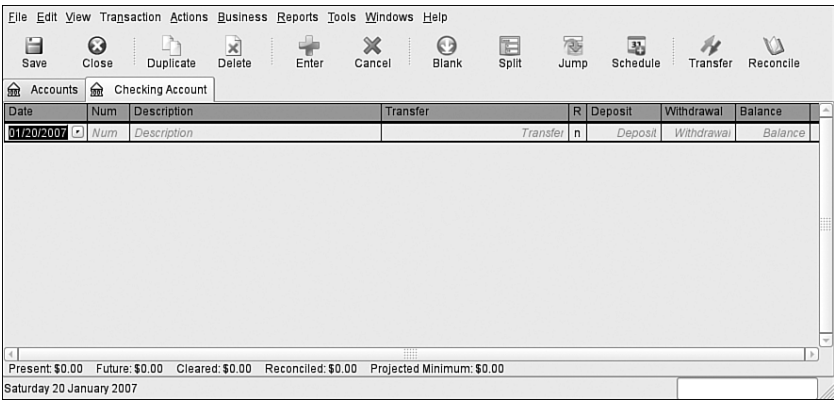 File Edit View Transaction Actions Business Reports Tools Windows Help
Save Close Duplicate Delete Enter Cancel Blank Split Jump Schedule Transfer Reconcile
Accounts Checking Account
Date Num Description Transfer R Deposit Withdrawal Balance
01/20/2007 Num Description Transfer n Deposit Withdrawal Balance
Present: $0.00 Future: $0.00 Cleared: $0.00 Reconciled: $0.00 Projected Minimum: $0.00
Saturday 20 January 2007